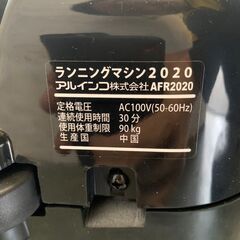 ランニングマシン2020
アルインコ株式会社 AFR2020
定格電圧 AC100V(50-60Hz)
連続使用時間 30分
使用体重制限 90kg
生産国 中国